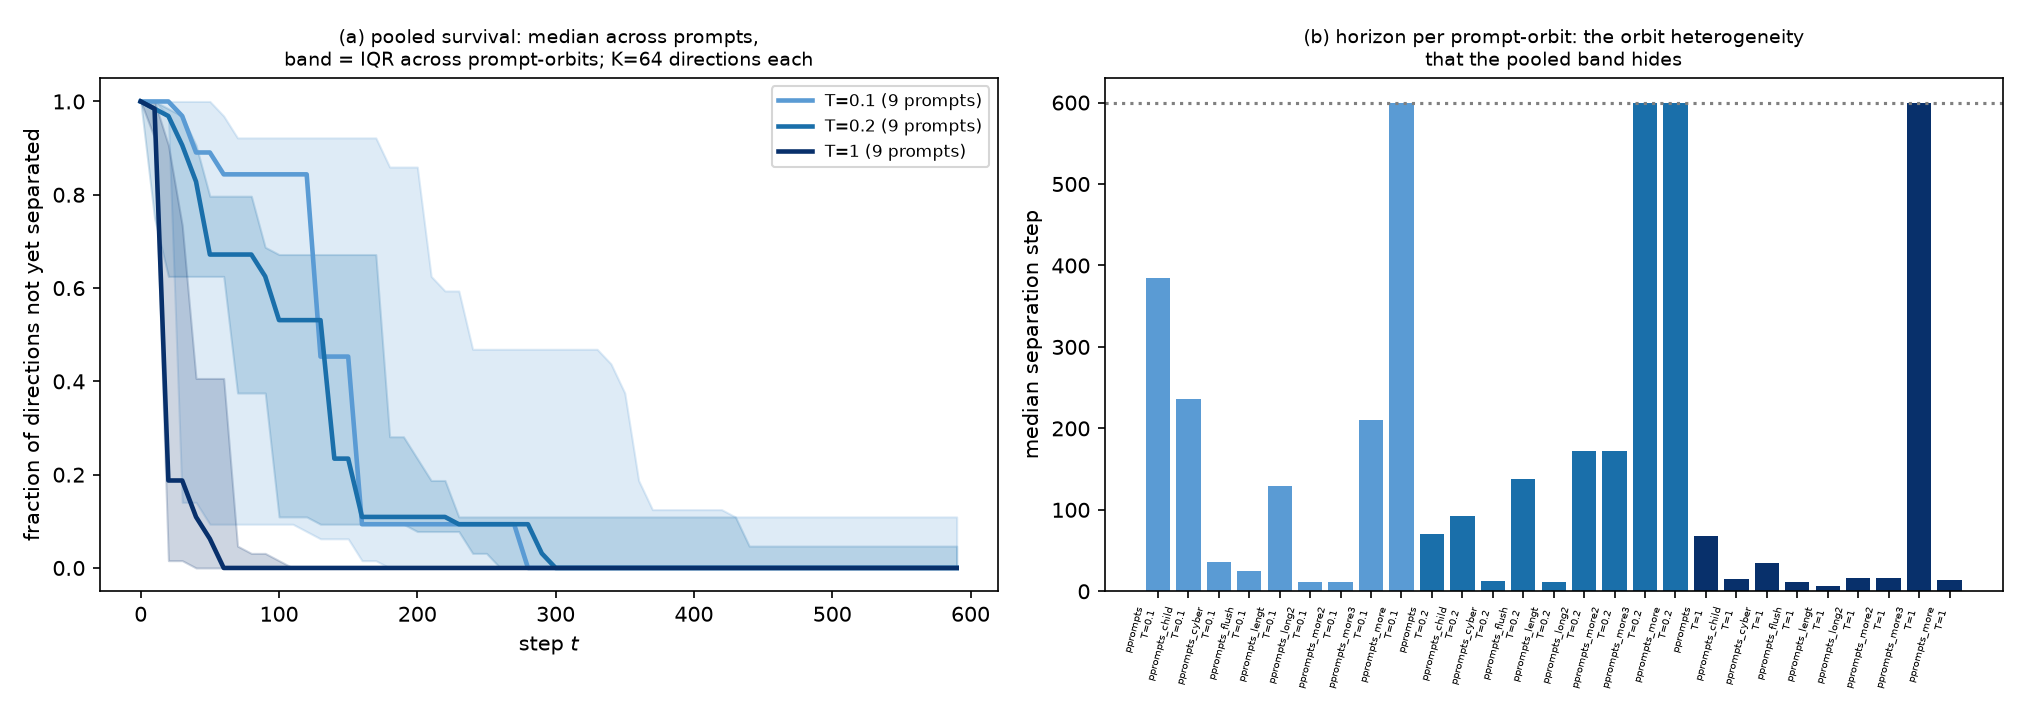 (a) pooled survival: median across prompts,
band = IQR across prompt-orbits; K=64 directions each
fraction of directions not yet separated
1.0
0.8
0.6
0.4
0.2
0.0
0
100
200
300
400
500
600
step t
T=0.1 (9 prompts)
T=0.2 (9 prompts)
T=1 (9 prompts)
(b) horizon per prompt-orbit: the orbit heterogeneity
that the pooled band hides
median separation step
600
500
400
300
200
100
0
pprompts
T=0.1
pprompts_child
T=0.1
pprompts_cyber
T=0.1
pprompts_flush
T=0.1
pprompts_lengt
T=0.1
pprompts_long2
T=0.1
pprompts_more2
T=0.1
pprompts_more3
T=0.1
pprompts_more
T=0.1
pprompts
T=0.2
pprompts_child
T=0.2
pprompts_cyber
T=0.2
pprompts_flush
T=0.2
pprompts_lengt
T=0.2
pprompts_long2
T=0.2
pprompts_more2
T=0.2
pprompts_more3
T=0.2
pprompts_more
T=0.2
pprompts
T=1
pprompts_child
T=1
pprompts_cyber
T=1
pprompts_flush
T=1
pprompts_lengt
T=1
pprompts_long2
T=1
pprompts_more2
T=1
pprompts_more3
T=1
pprompts_more
T=1